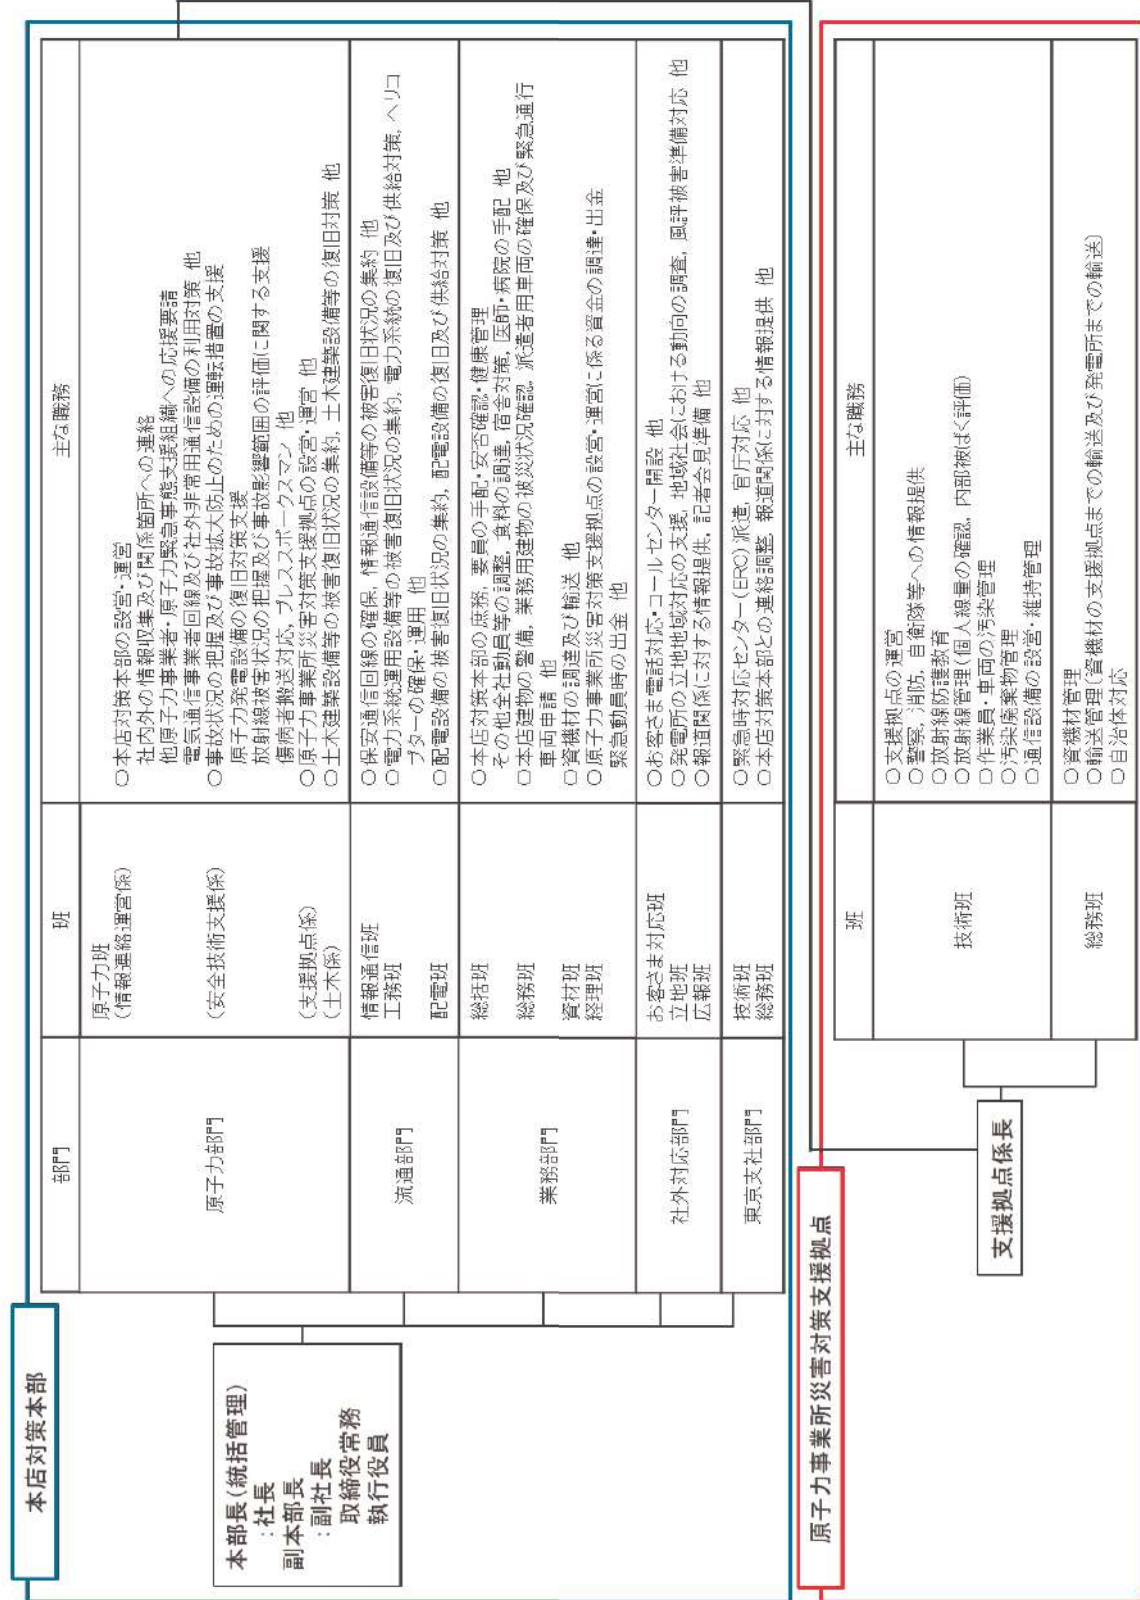 本店対策本部
本部長(統括管理)
:社長
副本部長
:副社長
取締役常務
執行役員
部門
班
主な職務
原子力部門
原子力班
(情報連絡運営係)
○本店対策本部の設営・運営
社内外の情報収集及び関係箇所への連絡
他原子力事業者・原子力緊急事態支援組織への応援要請
電気通信事業者回線及び社外非常用通信設備の利用対策 他
(安全技術支援係)
○事故状況の把握及び事故拡大防止のための運転措置の支援
原子力発電設備の復旧対策支援
放射線被害状況の把握及び事故影響範囲の評価に関する支援
傷病者搬送対応,プレススポークスマン 他
(支援拠点係)
○原子力事業所災害対策支援拠点の設営・運営 他
(土木係)
○土木建築設備等の被害復旧状況の集約,土木建築設備等の復旧対策 他
流通部門
情報通信班
○保安通信回線の確保,情報通信設備等の被害復旧状況の集約 他
工務班
○電力系統運用設備等の被害復旧状況の集約,電力系統の復旧及び供給対策,ヘリコ
プターの確保・運用 他
配電班
○配電設備の被害復旧状況の集約,配電設備の復旧及び供給対策 他
業務部門
総括班
○本店対策本部の庶務,要員の手配・安否確認・健康管理
その他全社動員等の調整,食料の調達,宿舎対策,医師・病院の手配 他
総務班
○本店建物の警備,業務用建物の被災状況確認,派遣者用車両の確保及び緊急通行
車両申請 他
資材班
○資機材の調達及び輸送 他
経理班
○原子力事業所災害対策支援拠点の設営・運営に係る資金の調達・出金
緊急動員時の出金 他
社外対応部門
お客さま対応班
○お客さま電話対応・コールセンター開設 他
立地班
○発電所の立地地域対応の支援,地域社会における動向の調査,風評被害準備対応 他
広報班
○報道関係に対する情報提供,記者会見準備 他
東京支社部門
技術班
○緊急時対応センター(ERC)派遣,官庁対応 他
総務班
○本店対策本部との連絡調整,報道関係に対する情報提供 他
原子力事業所災害対策支援拠点
支援拠点係長
班
主な職務
技術班
○支援拠点の運営
○警察,消防,自衛隊等への情報提供
○放射線防護教育
○放射線管理(個人線量の確認,内部被ばく評価)
○作業員・車両の汚染管理
○汚染廃棄物管理
○通信設備の設営・維持管理
総務班
○資機材管理
○輸送管理(資機材の支援拠点までの輸送及び発電所までの輸送)
○自治体対応